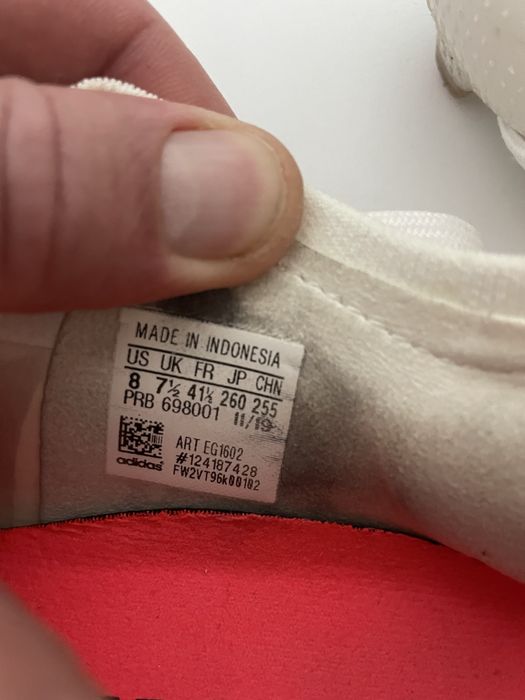 MADE IN INDONESIA
US UK FR JP CHN
8 7½ 41½ 260 255
PRB 698001 11/19
ART EG1602
#124187428
adidas FW2VT96k00102